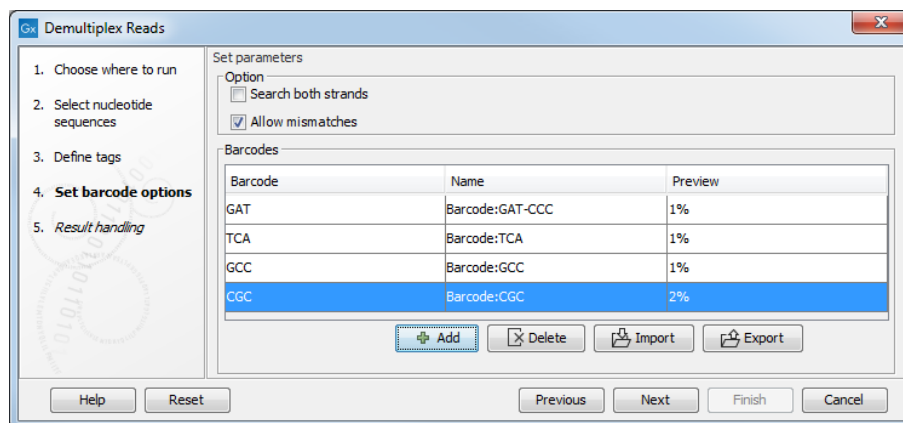 Gx Demultiplex Reads
1. Choose where to run
2. Select nucleotide
sequences
3. Define tags
4. Set barcode options
5. Result handling
Set parameters
Option
Search both strands
Allow mismatches
Barcodes
Barcode Name Preview
GAT Barcode:GAT-CCC 1%
TCA Barcode:TCA 1%
GCC Barcode:GCC 1%
CGC Barcode:CGC 2%
Add Delete Import Export
Help Reset Previous Next Finish Cancel